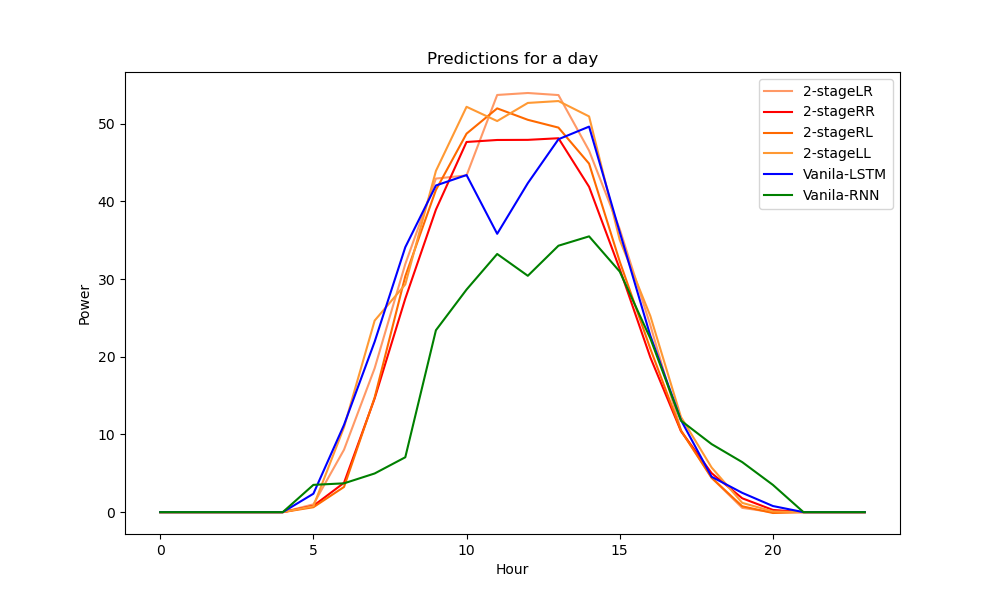 Predictions for a day
2-stageLR
2-stageRR
2-stageRL
2-stageLL
Vanila-LSTM
Vanila-RNN
50
40
30
20
10
0
Power
0 5 10 15 20
Hour